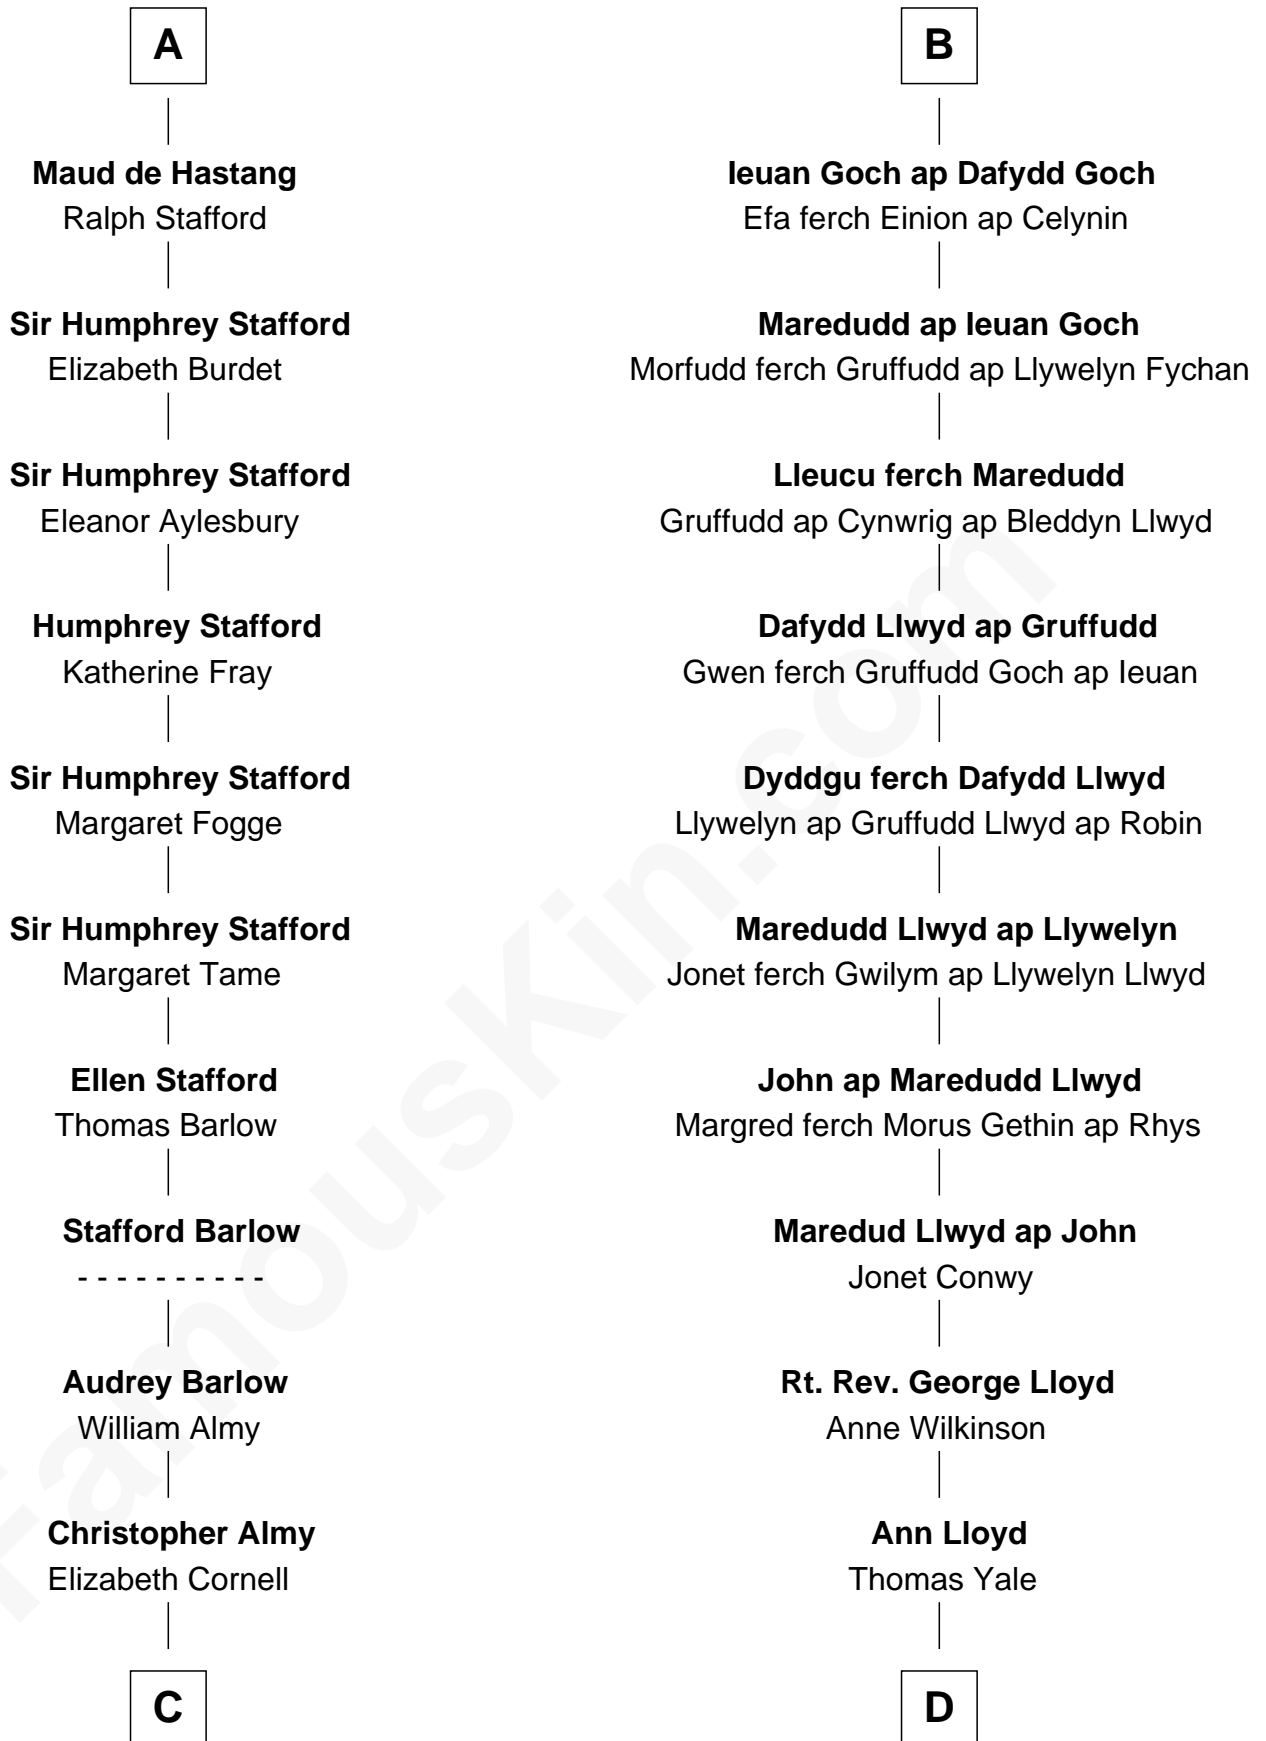 A
Maud de Hastang
Ralph Stafford
Sir Humphrey Stafford
Elizabeth Burdet
Sir Humphrey Stafford
Eleanor Aylesbury
Humphrey Stafford
Katherine Fray
Sir Humphrey Stafford
Margaret Fogge
Sir Humphrey Stafford
Margaret Tame
Ellen Stafford
Thomas Barlow
Stafford Barlow
- - - - - - - - - -
Audrey Barlow
William Almy
Christopher Almy
Elizabeth Cornell
C
B
Ieuan Goch ap Dafydd Goch
Efa ferch Einion ap Celynin
Maredudd ap Ieuan Goch
Morfudd ferch Gruffudd ap Llywelyn Fychan
Lleucu ferch Maredudd
Gruffudd ap Cynwrig ap Bleddyn Llwyd
Dafydd Llwyd ap Gruffudd
Gwen ferch Gruffudd Goch ap Ieuan
Dyddgu ferch Dafydd Llwyd
Llywelyn ap Gruffudd Llwyd ap Robin
Maredudd Llwyd ap Llywelyn
Jonet ferch Gwilym ap Llywelyn Llwyd
John ap Maredudd Llwyd
Margred ferch Morus Gethin ap Rhys
Maredud Llwyd ap John
Jonet Conwy
Rt. Rev. George Lloyd
Anne Wilkinson
Ann Lloyd
Thomas Yale
D
FamousKin.com